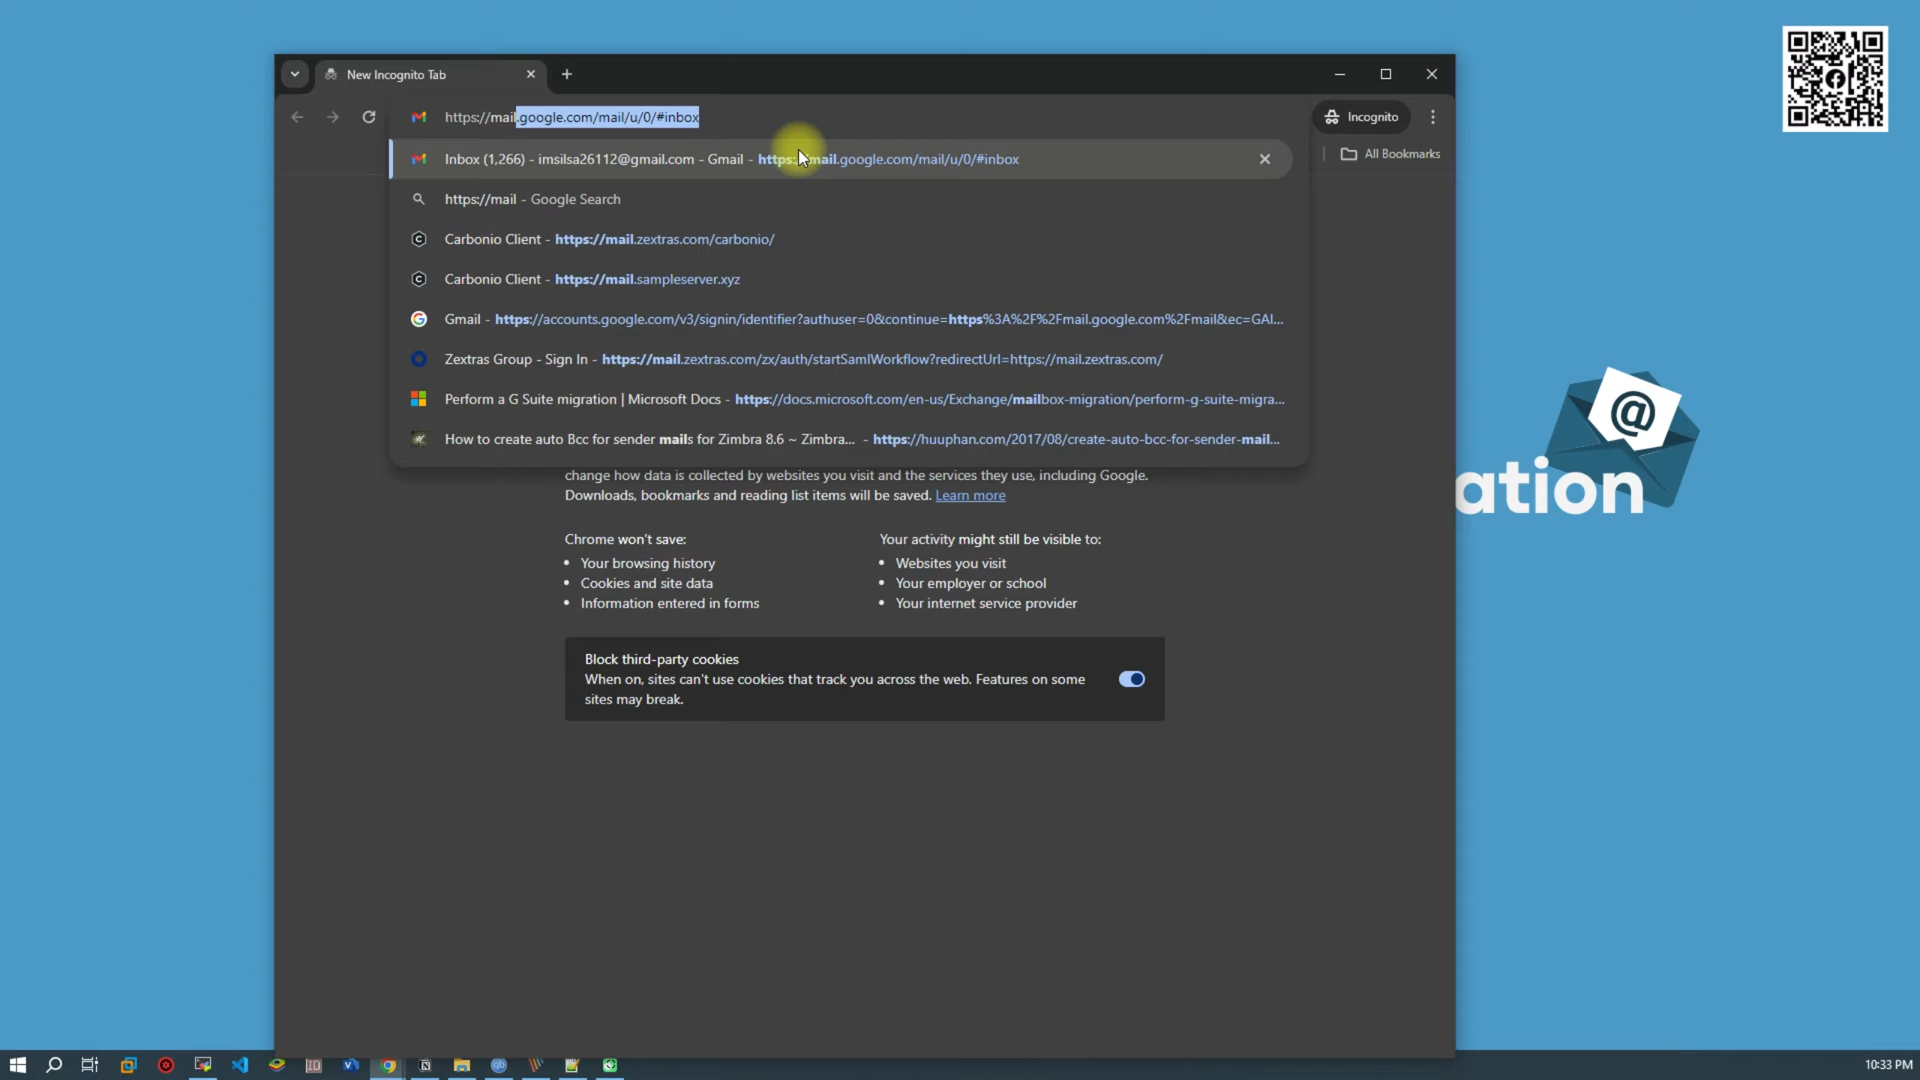 New Incognito Tab
https://mail.google.com/mail/u/0/#inbox
Incognito
Inbox (1,266) - imsilsa26112@gmail.com - Gmail - https://mail.google.com/mail/u/0/#inbox
All Bookmarks
https://mail - Google Search
Carbonio Client - https://mail.zextras.com/carbonio/
Carbonio Client - https://mail.sampleserver.xyz
Gmail - https://accounts.google.com/v3/signin/identifier?authuser=0&continue=https%3A%2F%2Fmail.google.com%2Fmail&ec=GAl...
Zextras Group - Sign In - https://mail.zextras.com/zx/auth/startSamlWorkflow?redirectUrl=https://mail.zextras.com/
Perform a G Suite migration | Microsoft Docs - https://docs.microsoft.com/en-us/Exchange/mailbox-migration/perform-g-suite-migra...
How to create auto Bcc for sender mails for Zimbra 8.6 ~ Zimbra... - https://huuphan.com/2017/08/create-auto-bcc-for-sender-mail...
change how data is collected by websites you visit and the services they use, including Google.
Downloads, bookmarks and reading list items will be saved. Learn more
ation
Chrome won't save:
Your browsing history
Cookies and site data
Information entered in forms
Your activity might still be visible to:
Websites you visit
Your employer or school
Your internet service provider
Block third-party cookies
When on, sites can't use cookies that track you across the web. Features on some
sites may break.
10:33 PM